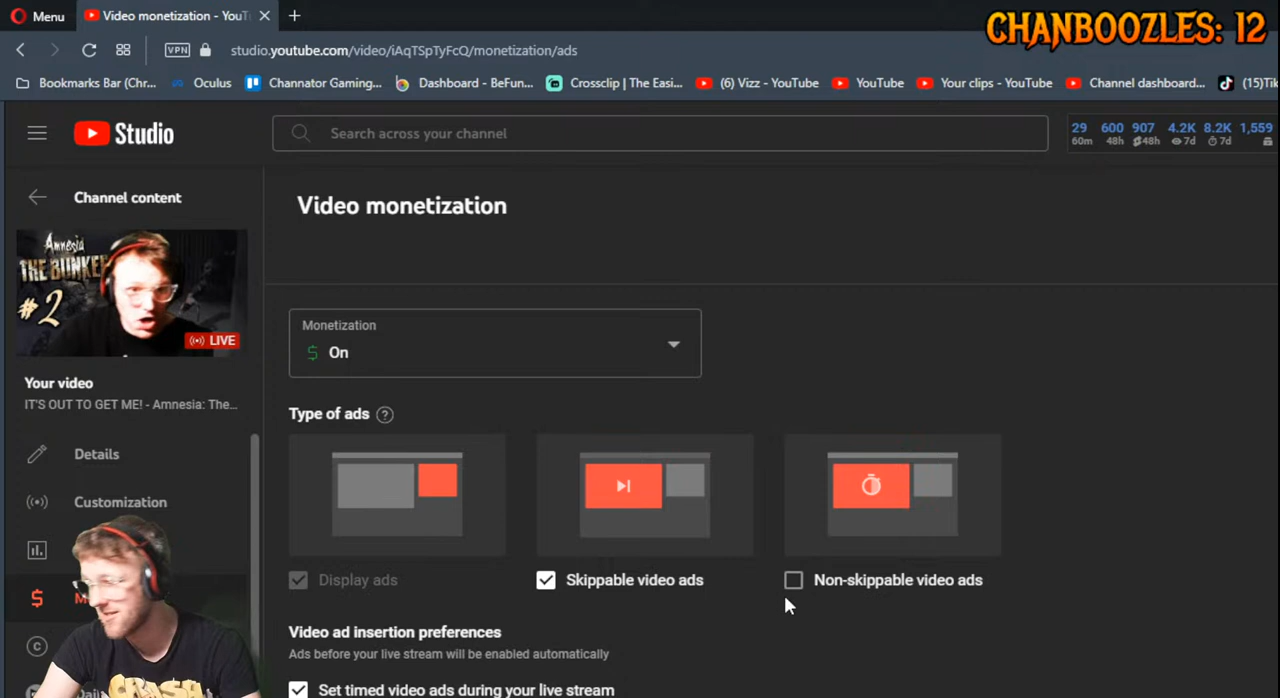 Menu
Video monetization - YouT
CHANBOOZLES: 12
VPN
studio.youtube.com/video/iAqTSpTyFcQ/monetization/ads
Bookmarks Bar (Chr... Oculus Channator Gaming... Dashboard - BeFun... Crossclip | The Easi... (6) Vizz - YouTube YouTube Your clips - YouTube Channel dashboard... (15)Tik
Studio
Search across your channel
29 600 907 4.2K 8.2K 1,559
60m 48h 48h 7d 7d
Channel content
Video monetization
Amnesia
THE BUNKER
#2
LIVE
Monetization
On
Your video
IT'S OUT TO GET ME! - Amnesia: The...
Type of ads ?
Details
Customization
$
Display ads
Skippable video ads
Non-skippable video ads
Video ad insertion preferences
Ads before your live stream will be enabled automatically
Set timed video ads during your live stream
CRASH